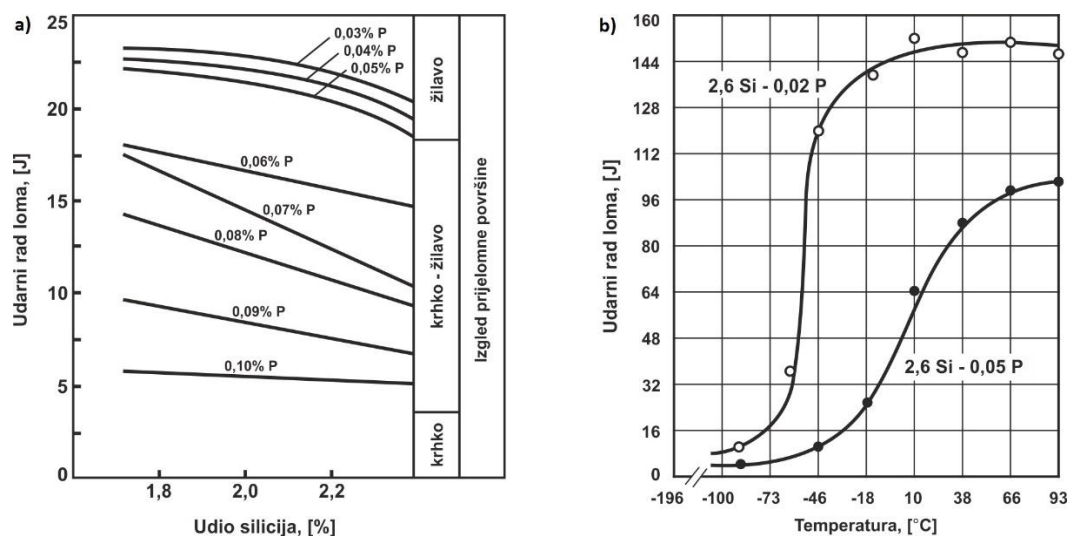 a)
Udarni rad loma, [J]
25
20
15
10
5
0
0,03% P
0,04% P
0,05% P
0,06% P
0,07% P
0,08% P
0,09% P
0,10% P
žilavo
krhko - žilavo
krhko
Izgled prijelomne površine
1,8
2,0
2,2
Udio silicija, [%]
b)
Udarni rad loma, [J]
160
144
128
112
96
80
64
48
32
16
0
2,6 Si - 0,02 P
2,6 Si - 0,05 P
-196 -100 -73 -46 -18 10 38 66 93
Temperatura, [°C]